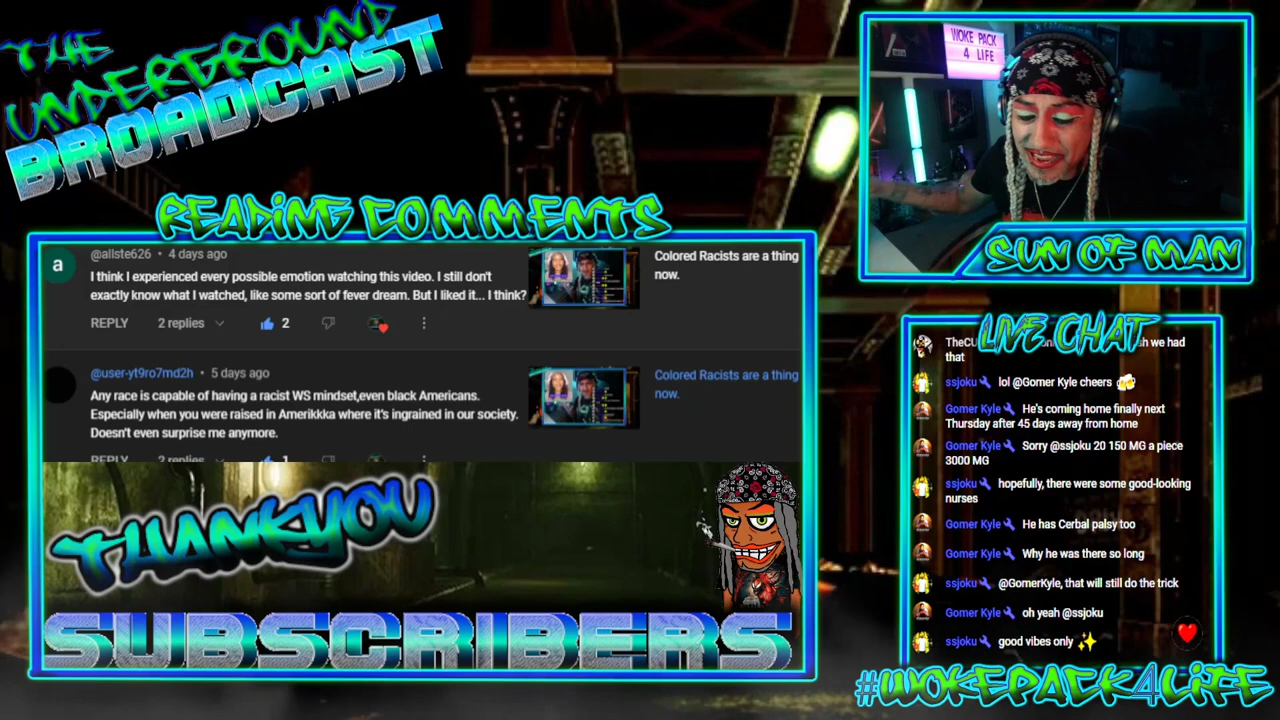 THE
UNDERGROUND
BROADCAST
WOKE PACK
4 LIFE
SUN OF MAN
READING COMMENTS
a
@aliste626 • 4 days ago
I think I experienced every possible emotion watching this video. I still don't
exactly know what I watched, like some sort of fever dream. But I liked it... I think?
REPLY 2 replies 2
Colored Racists are a thing
now.
@user-yt9ro7md2h • 5 days ago
Any race is capable of having a racist WS mindset,even black Americans.
Especially when you were raised in Amerikkka where it's ingrained in our society.
Doesn't even surprise me anymore.
REPLY 2 replies 1
Colored Racists are a thing
now.
THANKYOU
SUBSCRIBERS
LIVE CHAT
we had
that
ssjoku lol @Gomer Kyle cheers 🍻
Gomer Kyle He's coming home finally next
Thursday after 45 days away from home
Gomer Kyle Sorry @ssjoku 20 150 MG a piece
3000 MG
ssjoku hopefully, there were some good-looking
nurses
Gomer Kyle He has Cerbal palsy too
Gomer Kyle Why he was there so long
ssjoku @GomerKyle, that will still do the trick
Gomer Kyle oh yeah @ssjoku
ssjoku good vibes only ✨
#WOKEPACK4LIFE